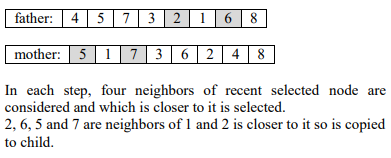 father: 4 5 7 3 2 1 6 8
mother: 5 1 7 3 6 2 4 8
In each step, four neighbors of recent selected node are
considered and which is closer to it is selected.
2, 6, 5 and 7 are neighbors of 1 and 2 is closer to it so is copied
to child.